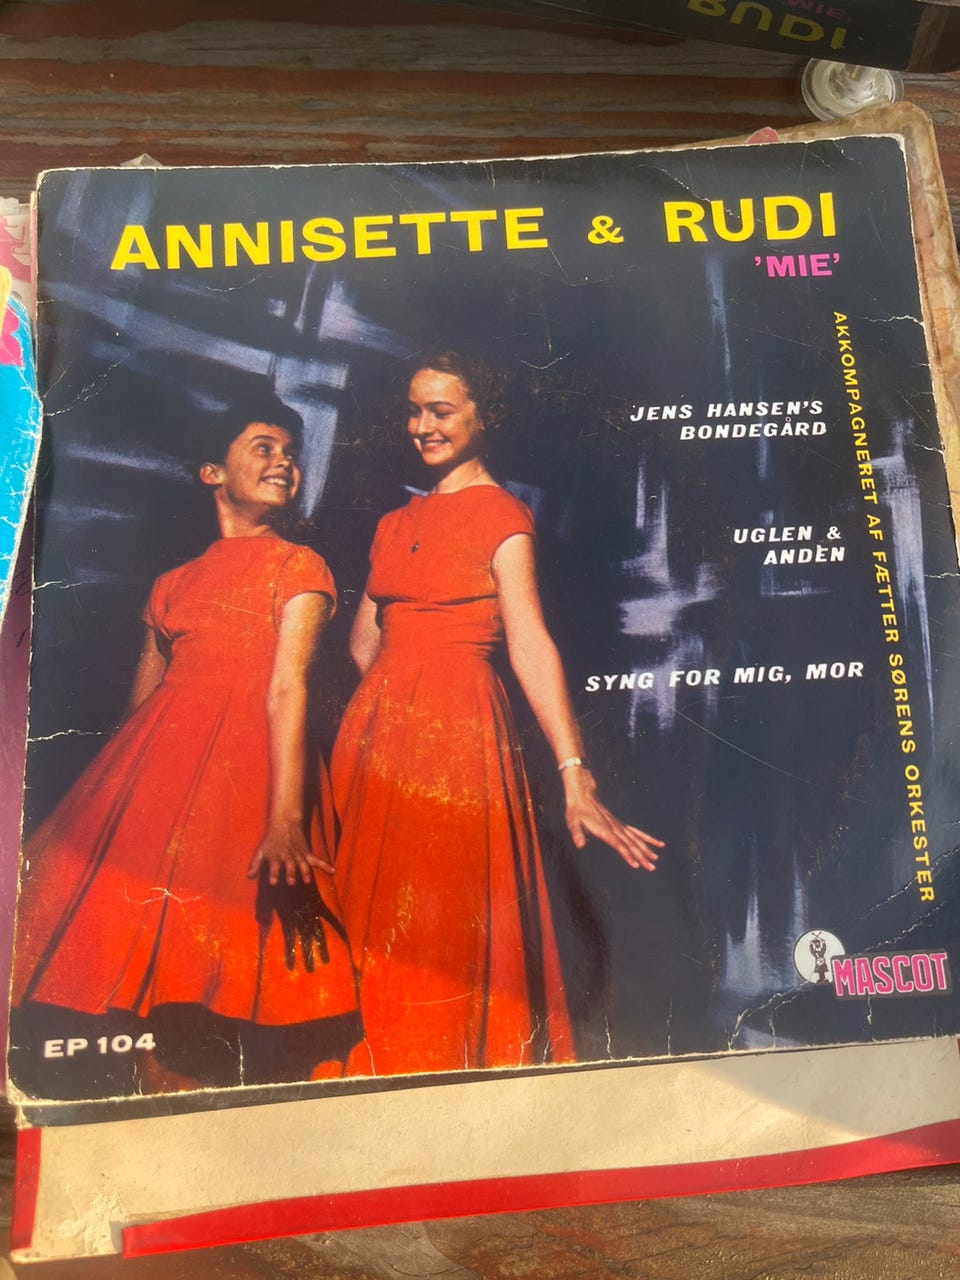 RUDI
ANNISETTE & RUDI
'MIE'
AKKOMPAGNERET AF FÆTTER SØRENS ORKESTER
JENS HANSEN'S
BONDEGÅRD
UGLEN &
ANDEN
SYNG FOR MIG, MOR
MASCOT
EP 104